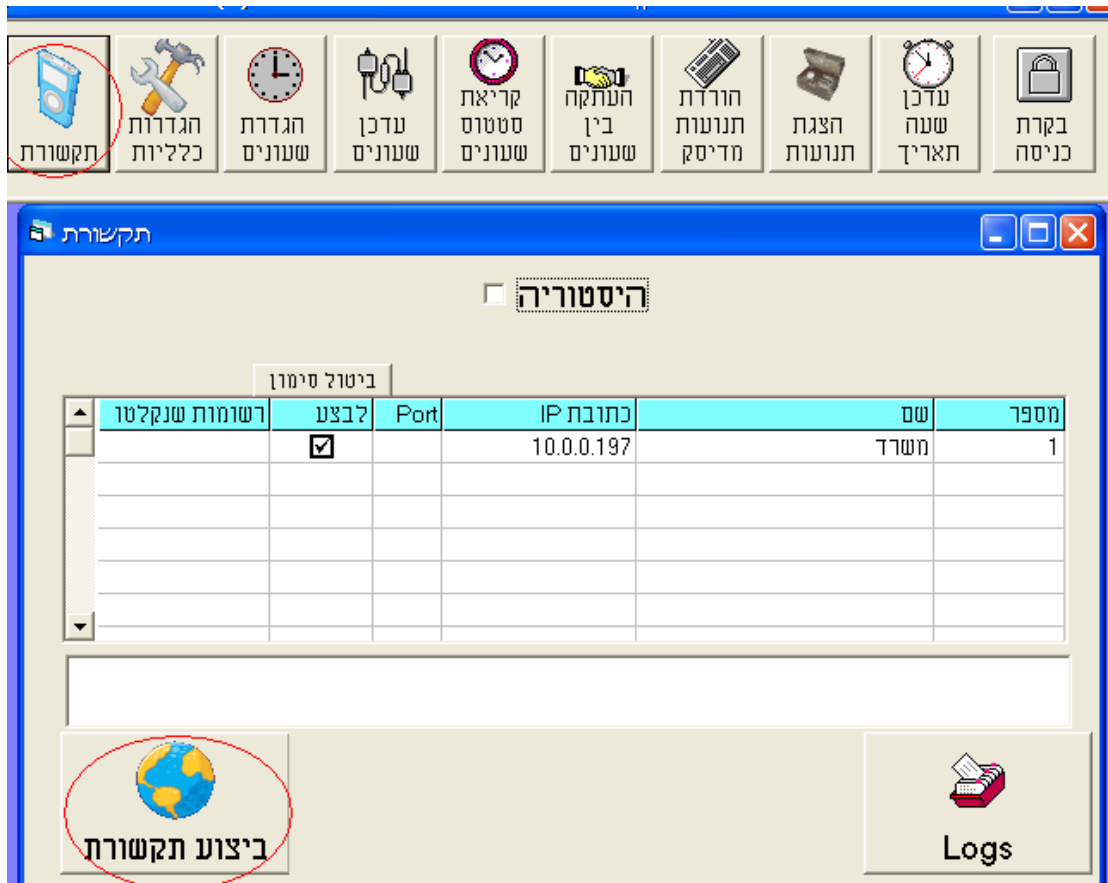 בקרת
כניסה
עדכן
שעה
תאריך
הצגת
תנועות
הורדת
תנועות
מדיסק
העתקה
בין
שעונים
קריאת
סטטוס
שעונים
עדכן
שעונים
הגדרת
שעונים
הגדרות
כלליות
תקשורת
תקשורת
היסטוריה
ביטול סימון
מספר שם כתובת IP Port לבצע רשומות שנקלטו
1 משרד 10.0.0.197
Logs
ביצוע תקשורת